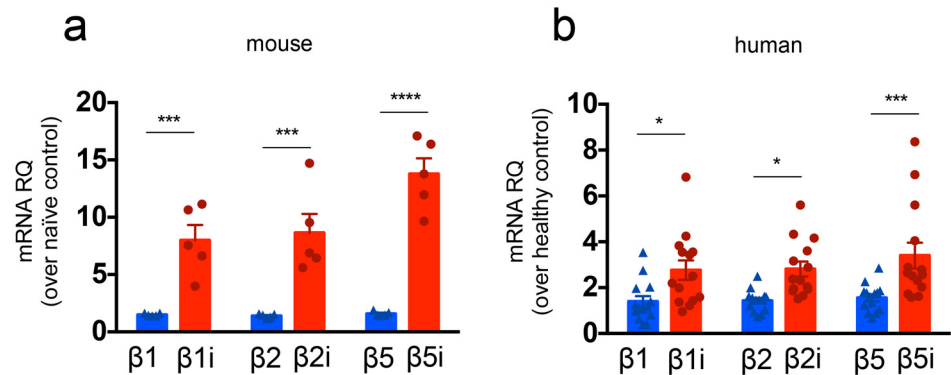 a
mouse
mRNA RQ
(over naïve control)
20
15
10
5
0
***
***
****
β1 β1i β2 β2i β5 β5i
b
human
mRNA RQ
(over healthy control)
10
8
6
4
2
0
*
*
***
β1 β1i β2 β2i β5 β5i